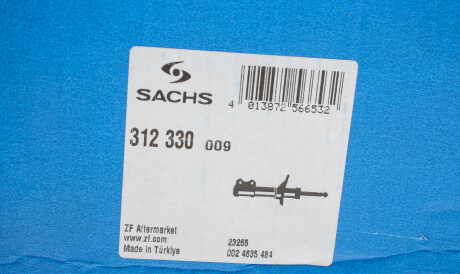 SACHS
4 013872 566532
312 330 009
ZF Aftermarket
www.zf.com
Made in Türkiye
23265
002 4635 484